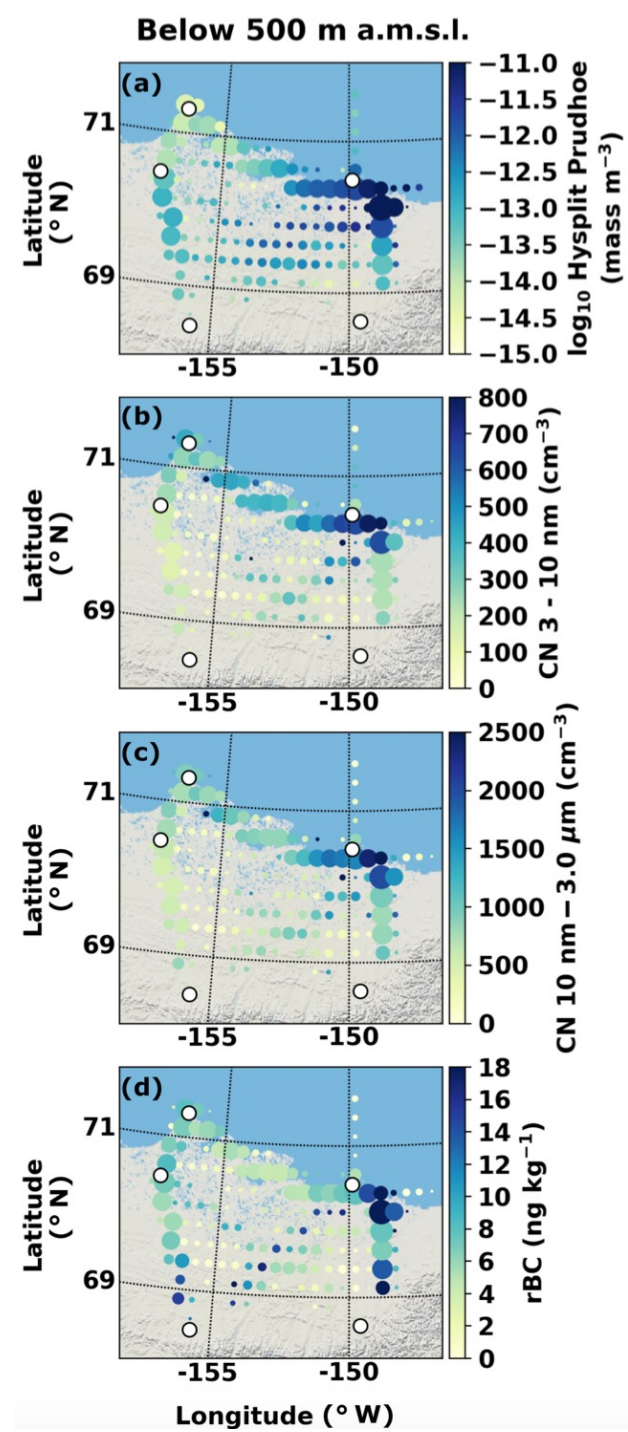 Below 500 m a.m.s.l.
(a)
71
69
Latitude
(° N)
-155
-150
−11.0
−11.5
−12.0
−12.5
−13.0
−13.5
−14.0
−14.5
−15.0
log₁₀ Hysplit Prudhoe
(mass m⁻³)
(b)
71
69
Latitude
(° N)
-155
-150
800
700
600
500
400
300
200
100
0
CN 3 - 10 nm (cm⁻³)
(c)
71
69
Latitude
(° N)
-155
-150
2500
2000
1500
1000
500
0
CN 10 nm − 3.0 μm (cm⁻³)
(d)
71
69
Latitude
(° N)
-155
-150
18
16
14
12
10
8
6
4
2
0
rBC (ng kg⁻¹)
Longitude (° W)